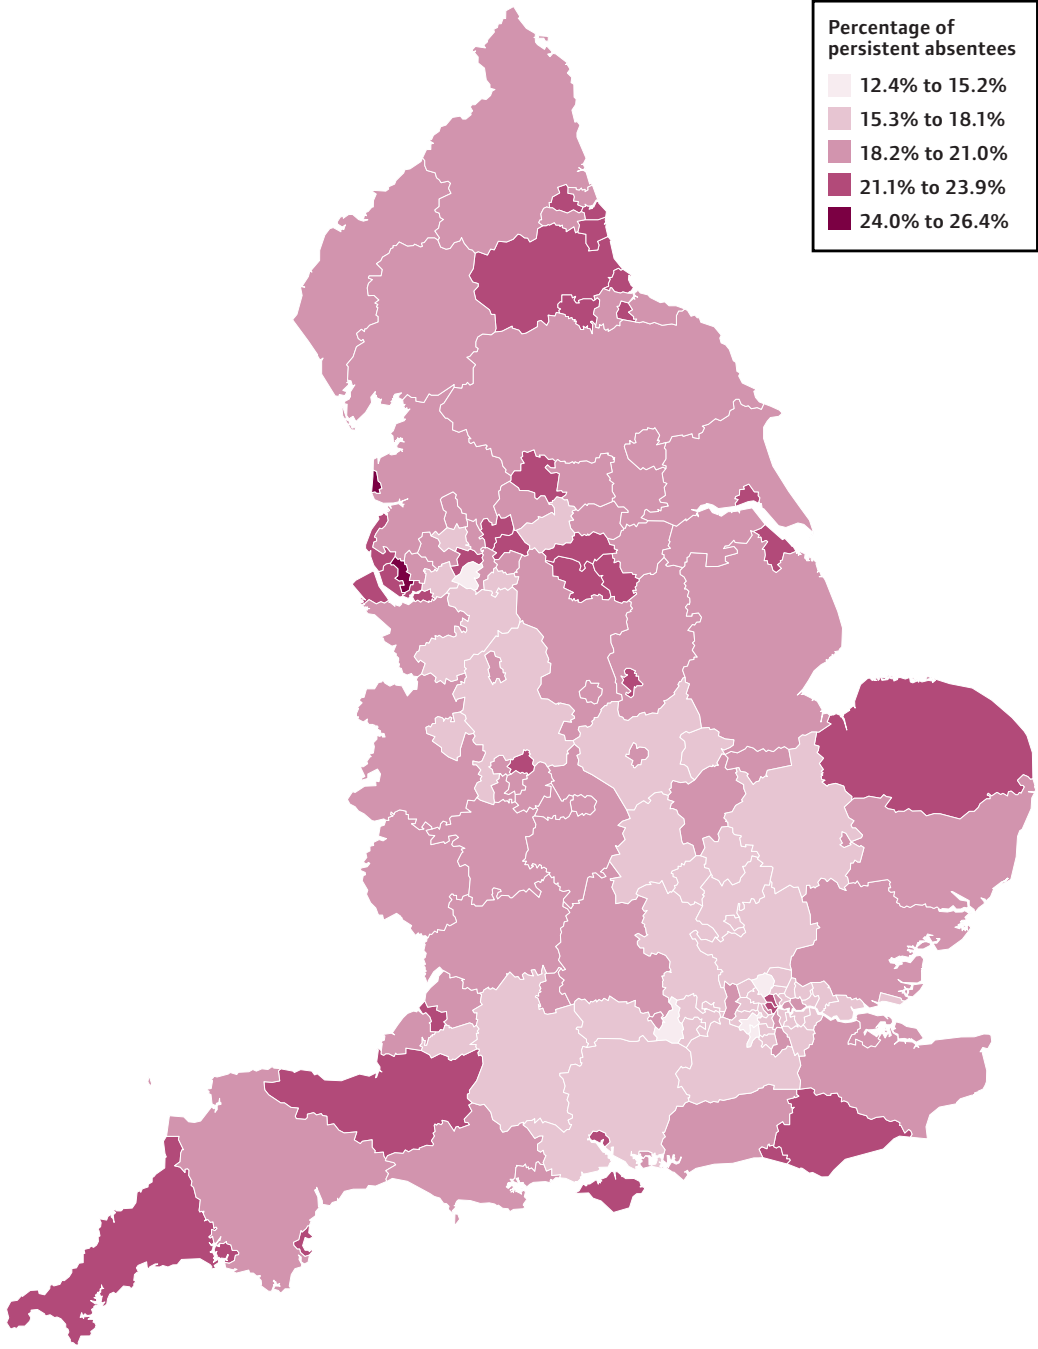 Percentage of
persistent absentees
12.4% to 15.2%
15.3% to 18.1%
18.2% to 21.0%
21.1% to 23.9%
24.0% to 26.4%